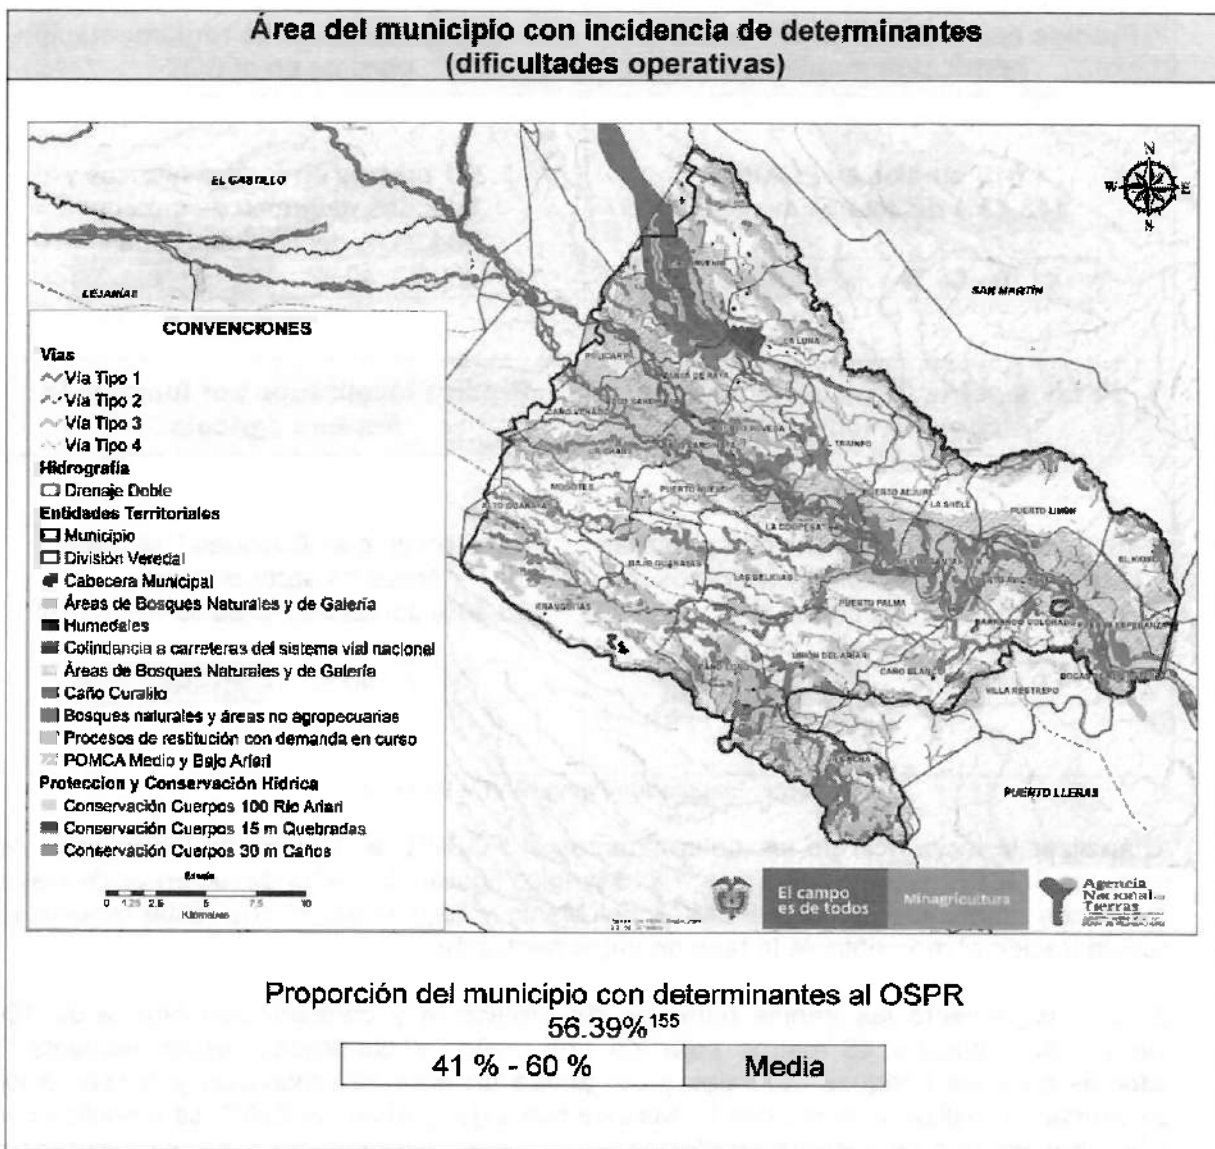 Área del municipio con incidencia de determinantes
(dificultades operativas)
EL CASTILLO
LEJANÍAS
SAN MARTÍN
N
W
E
S
CONVENCIONES
Vías
Vía Tipo 1
Vía Tipo 2
Vía Tipo 3
Vía Tipo 4
Hidrografía
Drenaje Doble
Entidades Territoriales
Municipio
División Veredal
Cabecera Municipal
Áreas de Bosques Naturales y de Galería
Humedales
Colindancia a carreteras del sistema vial nacional
Áreas de Bosques Naturales y de Galería
Caño Curalito
Bosques naturales y áreas no agropecuarias
Procesos de restitución con demanda en curso
POMCA Medio y Bajo Ariari
Proteccion y Conservación Hídrica
Conservación Cuerpos 100 Río Ariari
Conservación Cuerpos 15 m Quebradas
Conservación Cuerpos 30 m Caños
Escala
0 1.25 2.5 5 7.5 10
Kilómetros
LA LUNA
MOGOTES
PUERTO NUEVO
LA SHELL
PUERTO LIMÓN
LAS DELICIAS
PUERTO PALMA
UNIÓN DEL ARIARI
CAÑO BLANCO
BARRANCO COLORADO
VILLA RESTREPO
PUERTO LLERAS
El campo
es de todos
Minagricultura
Agencia
Nacional de
Tierras
Proporción del municipio con determinantes al OSPR
56.39%155
41 % - 60 % Media